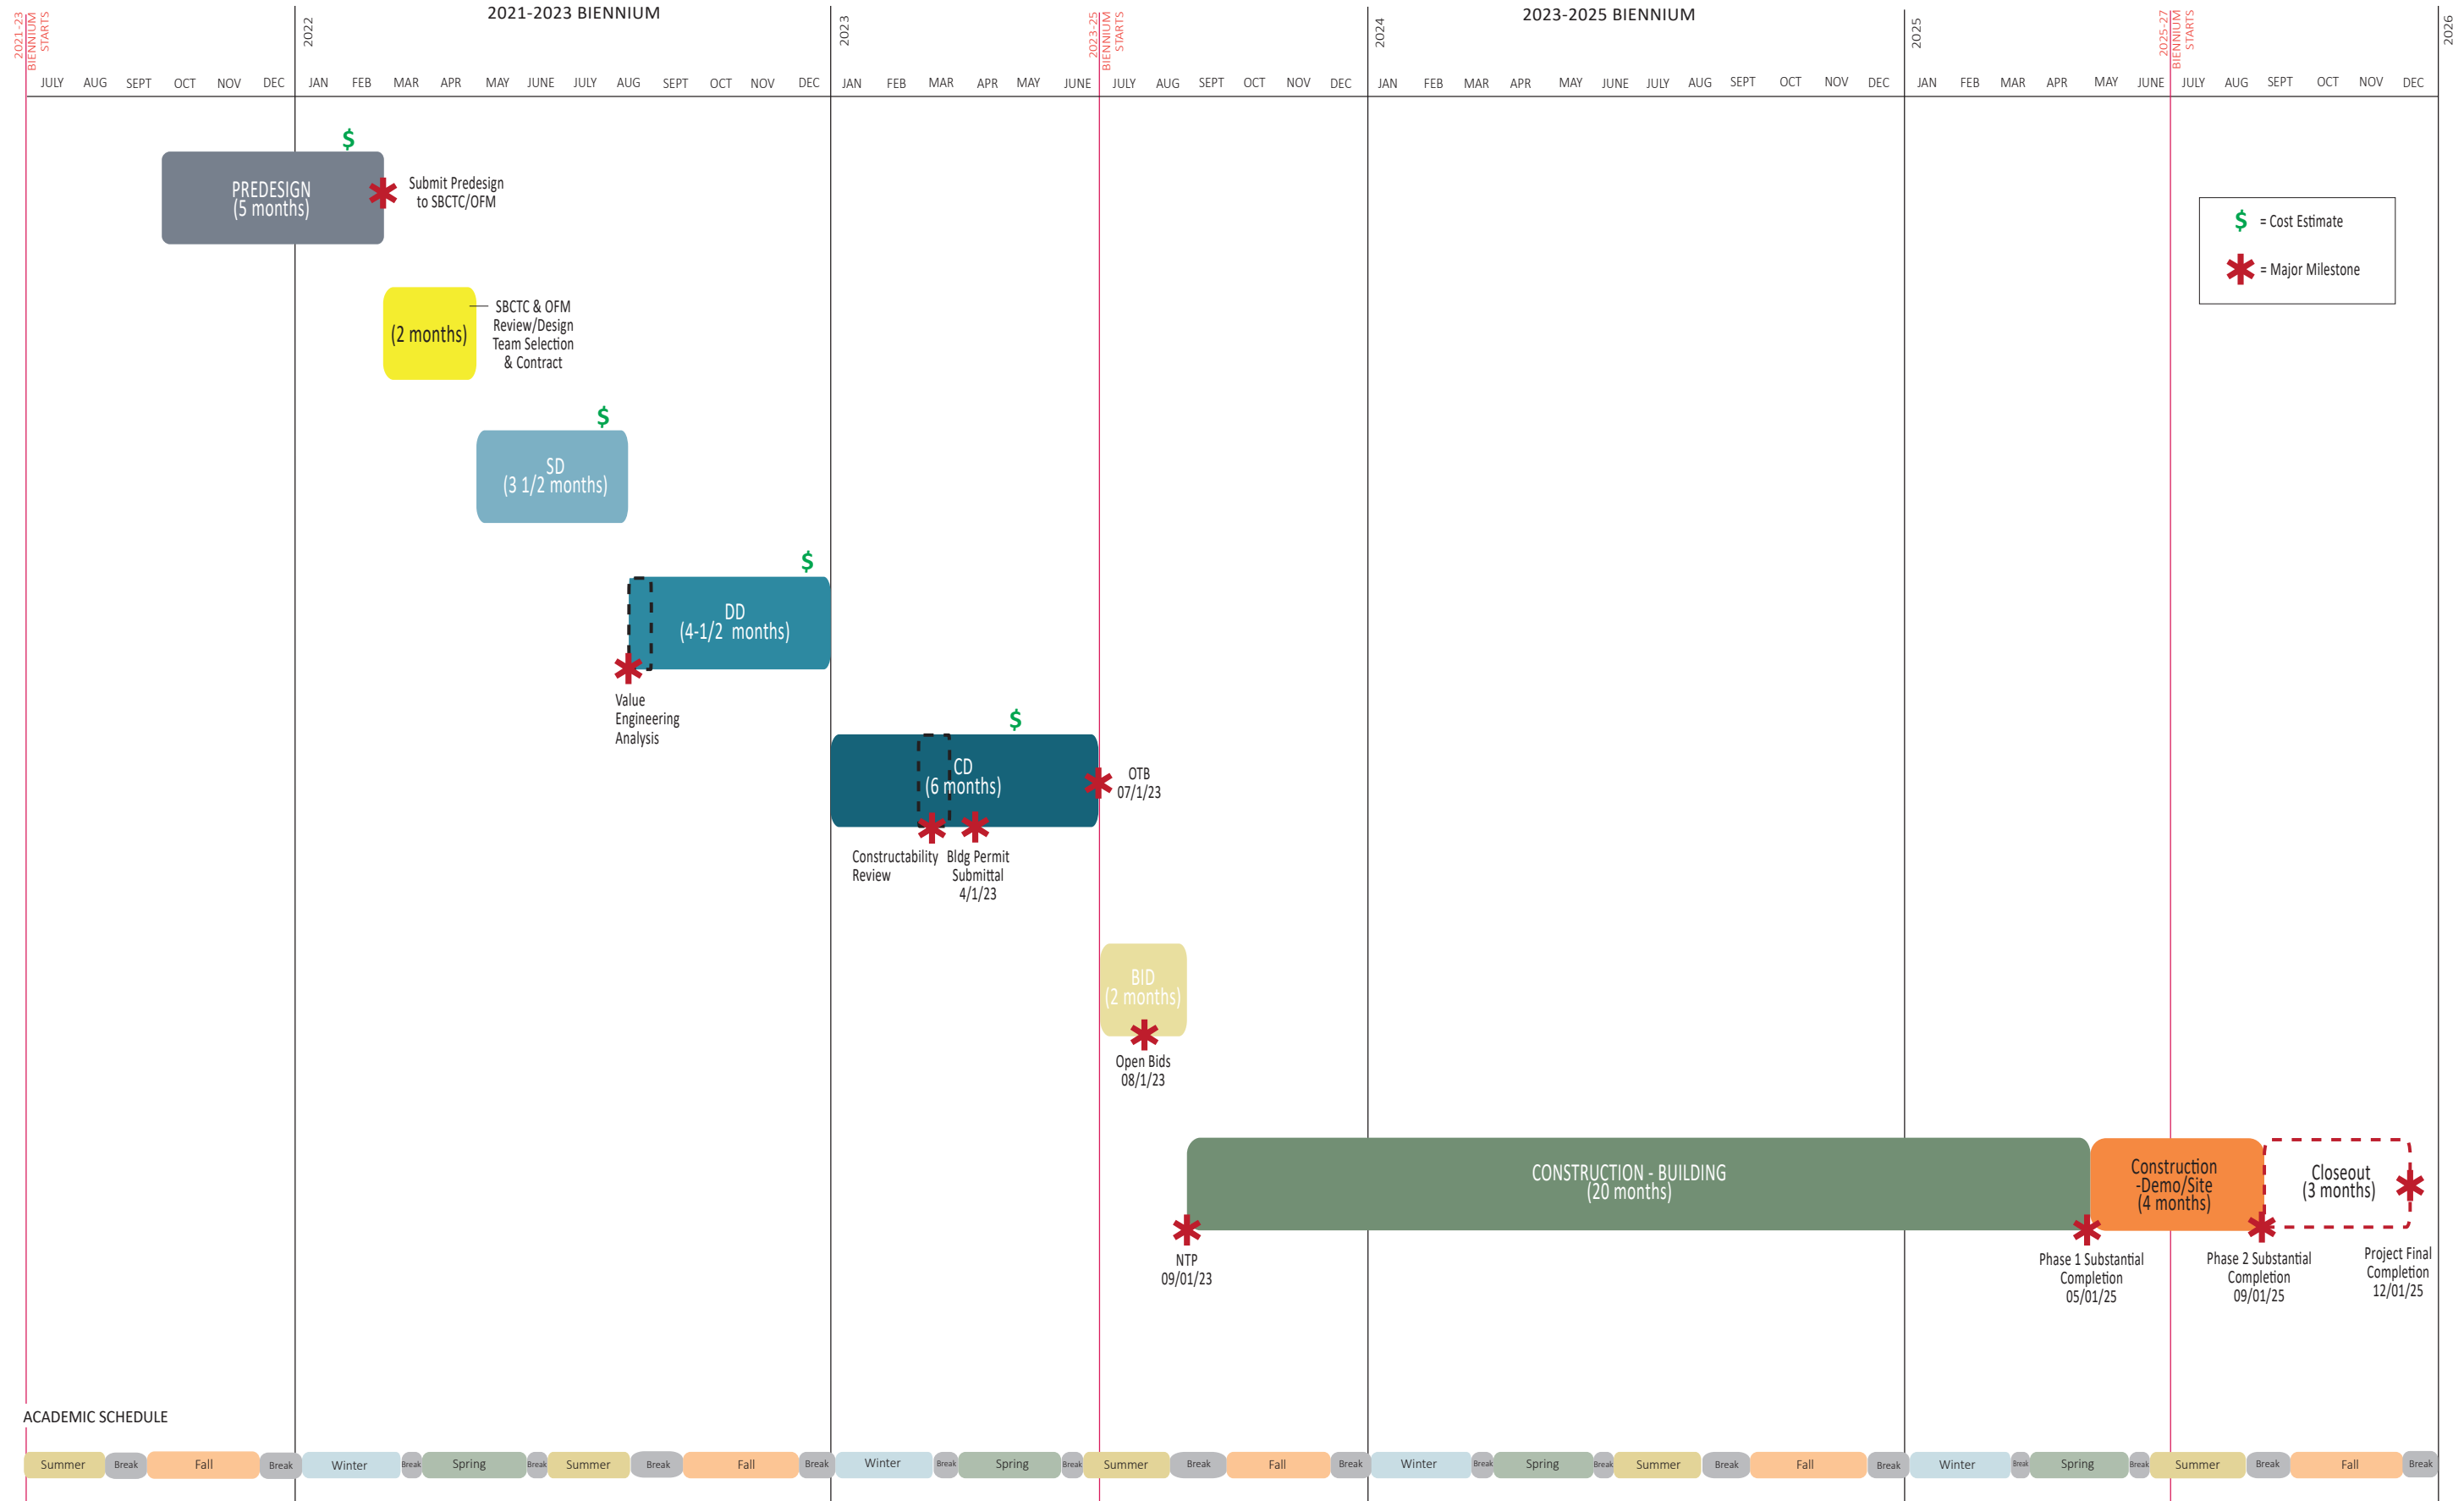 2021-2023 BIENNIUM
2023-2025 BIENNIUM
2021-23
BIENNIUM
STARTS
2022
2023
2023-25
BIENNIUM
STARTS
2024
2025
2025-27
BIENNIUM
STARTS
2026
JULY AUG SEPT OCT NOV DEC JAN FEB MAR APR MAY JUNE JULY AUG SEPT OCT NOV DEC JAN FEB MAR APR MAY JUNE JULY AUG SEPT OCT NOV DEC JAN FEB MAR APR MAY JUNE JULY AUG SEPT OCT NOV DEC JAN FEB MAR APR MAY JUNE JULY AUG SEPT OCT NOV DEC
$
PREDESIGN
(5 months)
Submit Predesign
to SBCTC/OFM
$ = Cost Estimate
= Major Milestone
(2 months)
SBCTC & OFM
Review/Design
Team Selection
& Contract
$
SD
(3 1/2 months)
$
DD
(4-1/2 months)
Value
Engineering
Analysis
$
CD
(6 months)
OTB
07/1/23
Constructability
Review
Bldg Permit
Submittal
4/1/23
BID
(2 months)
Open Bids
08/1/23
CONSTRUCTION - BUILDING
(20 months)
Construction
-Demo/Site
(4 months)
Closeout
(3 months)
NTP
09/01/23
Phase 1 Substantial
Completion
05/01/25
Phase 2 Substantial
Completion
09/01/25
Project Final
Completion
12/01/25
ACADEMIC SCHEDULE
Summer Break Fall Break Winter Break Spring Break Summer Break Fall Break Winter Break Spring Break Summer Break Fall Break Winter Break Spring Break Summer Break Fall Break Winter Break Spring Break Summer Break Fall Break